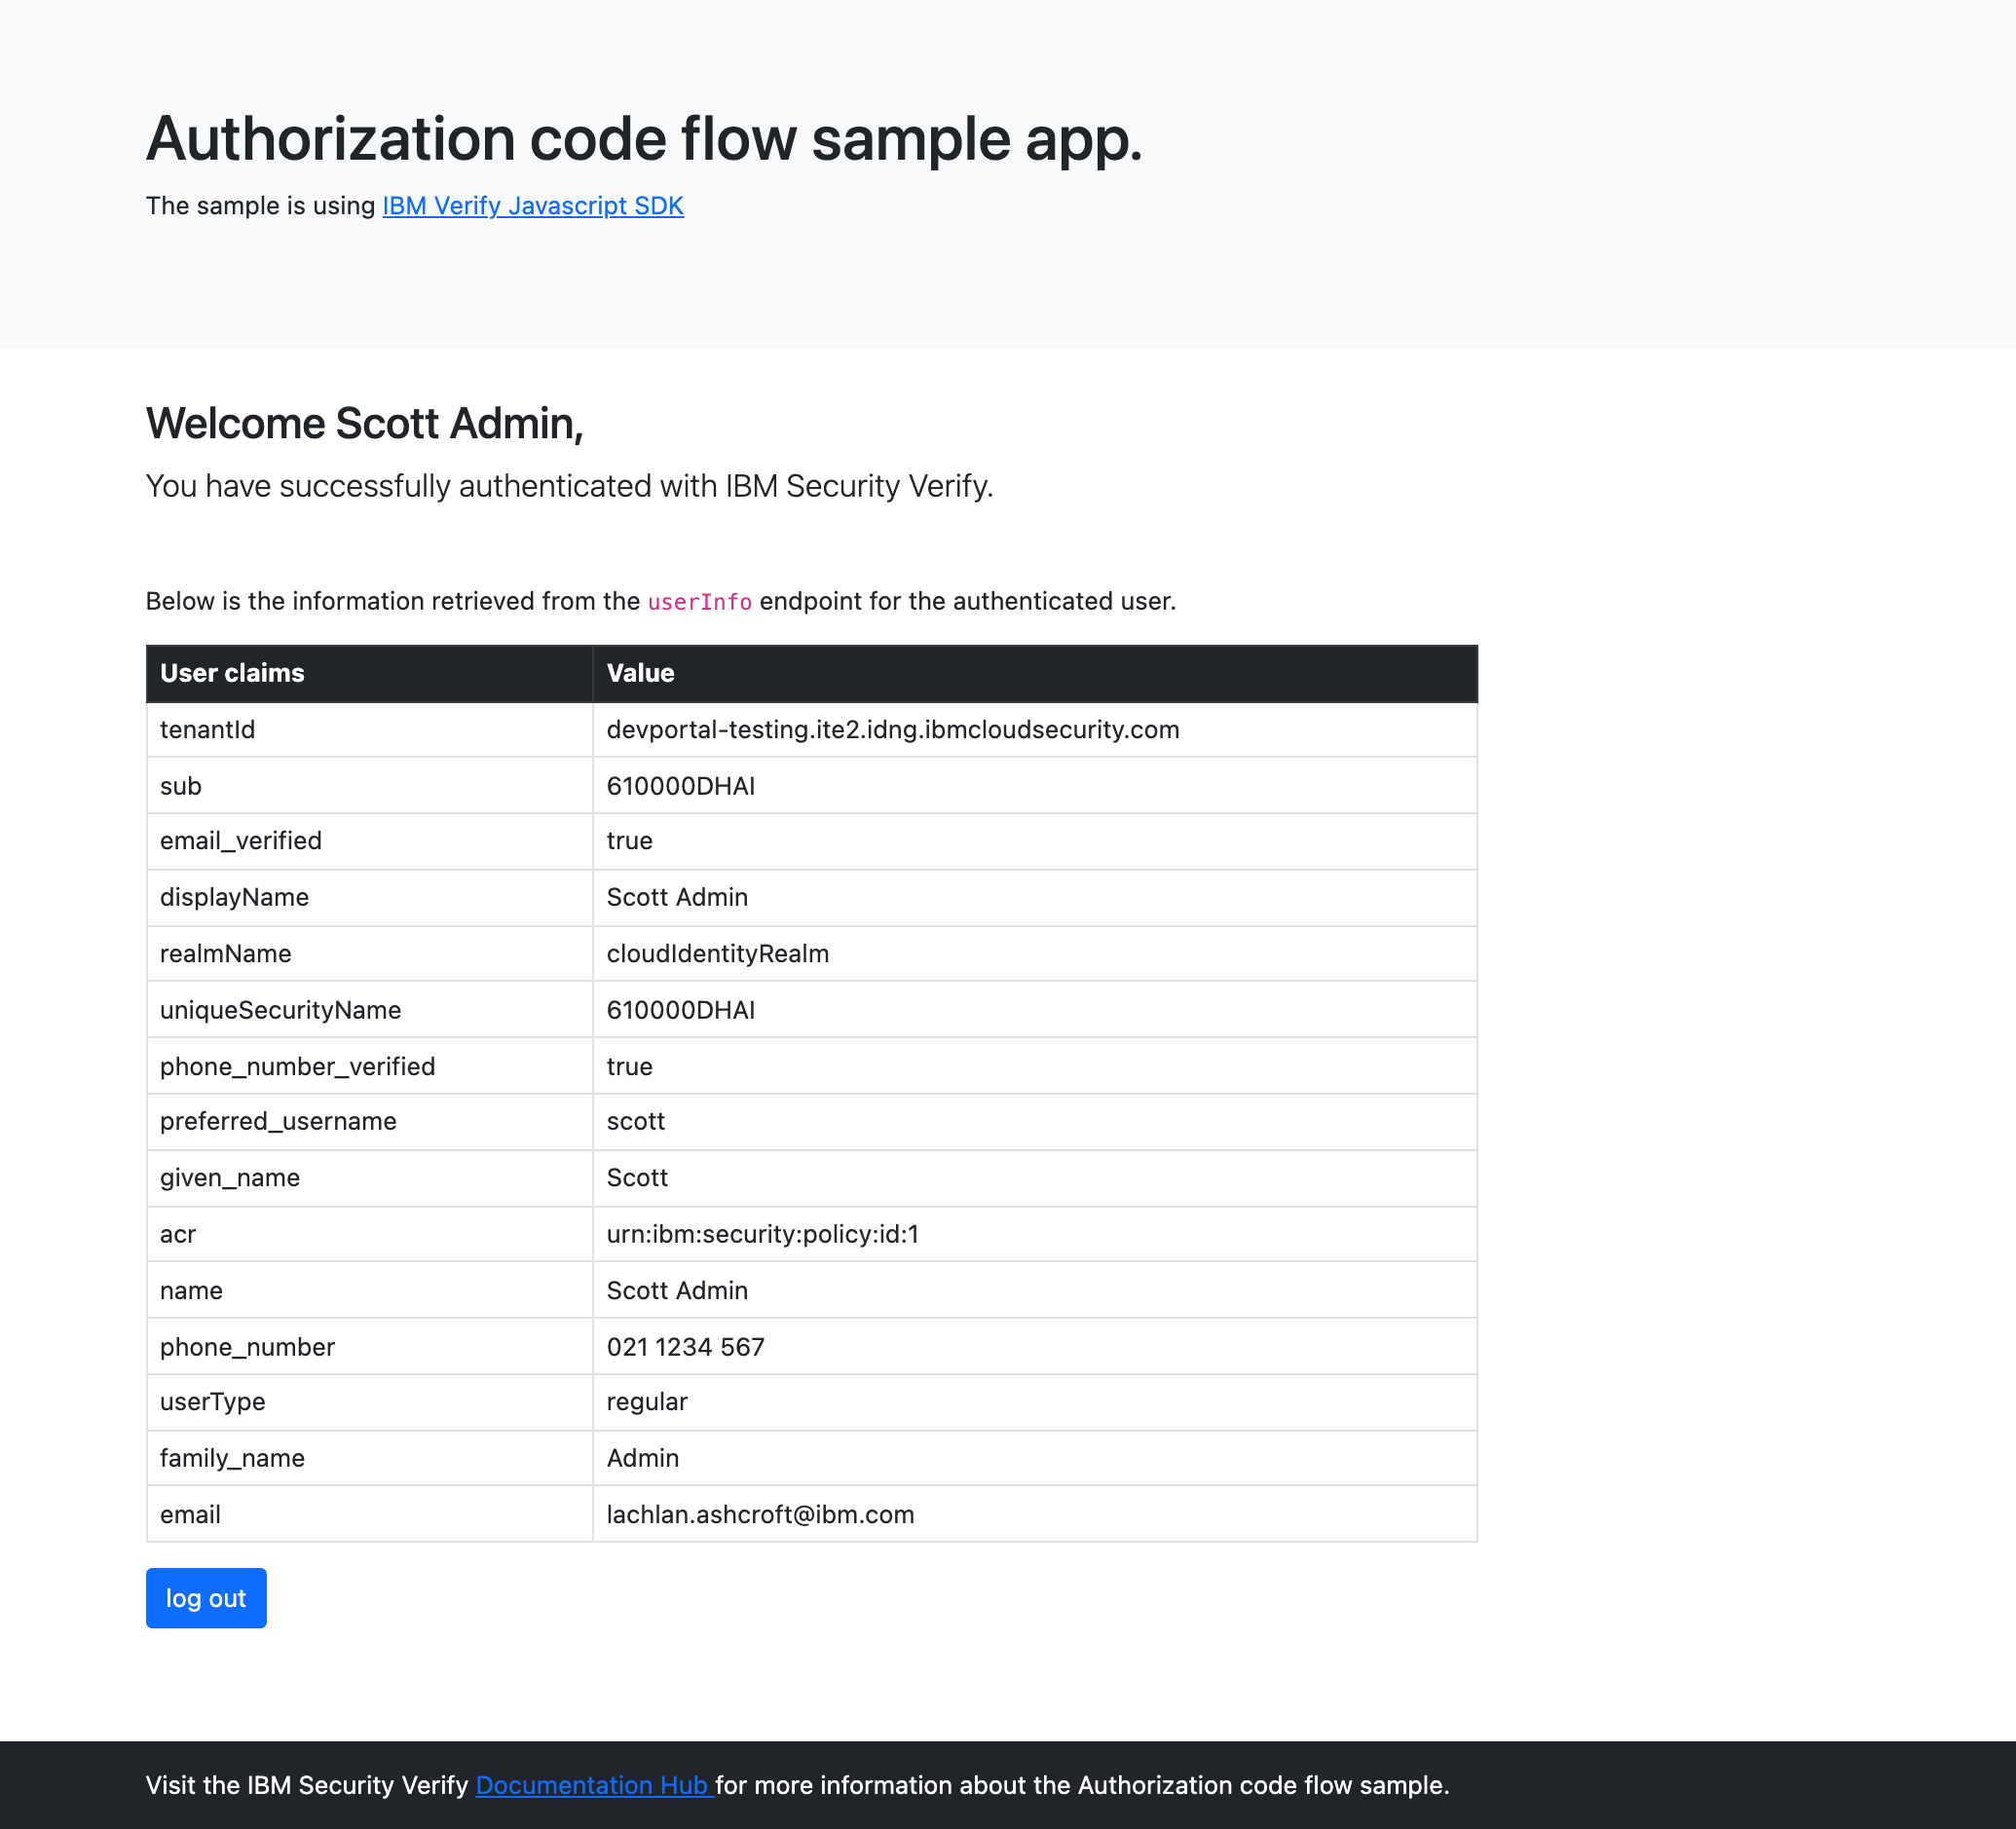 Authorization code flow sample app.
The sample is using IBM Verify Javascript SDK
Welcome Scott Admin,
You have successfully authenticated with IBM Security Verify.
Below is the information retrieved from the userInfo endpoint for the authenticated user.
User claims Value
tenantId devportal-testing.ite2.idng.ibmcloudsecurity.com
sub 610000DHAI
email_verified true
displayName Scott Admin
realmName cloudIdentityRealm
uniqueSecurityName 610000DHAI
phone_number_verified true
preferred_username scott
given_name Scott
acr urn:ibm:security:policy:id:1
name Scott Admin
phone_number 021 1234 567
userType regular
family_name Admin
email lachlan.ashcroft@ibm.com
log out
Visit the IBM Security Verify Documentation Hub for more information about the Authorization code flow sample.